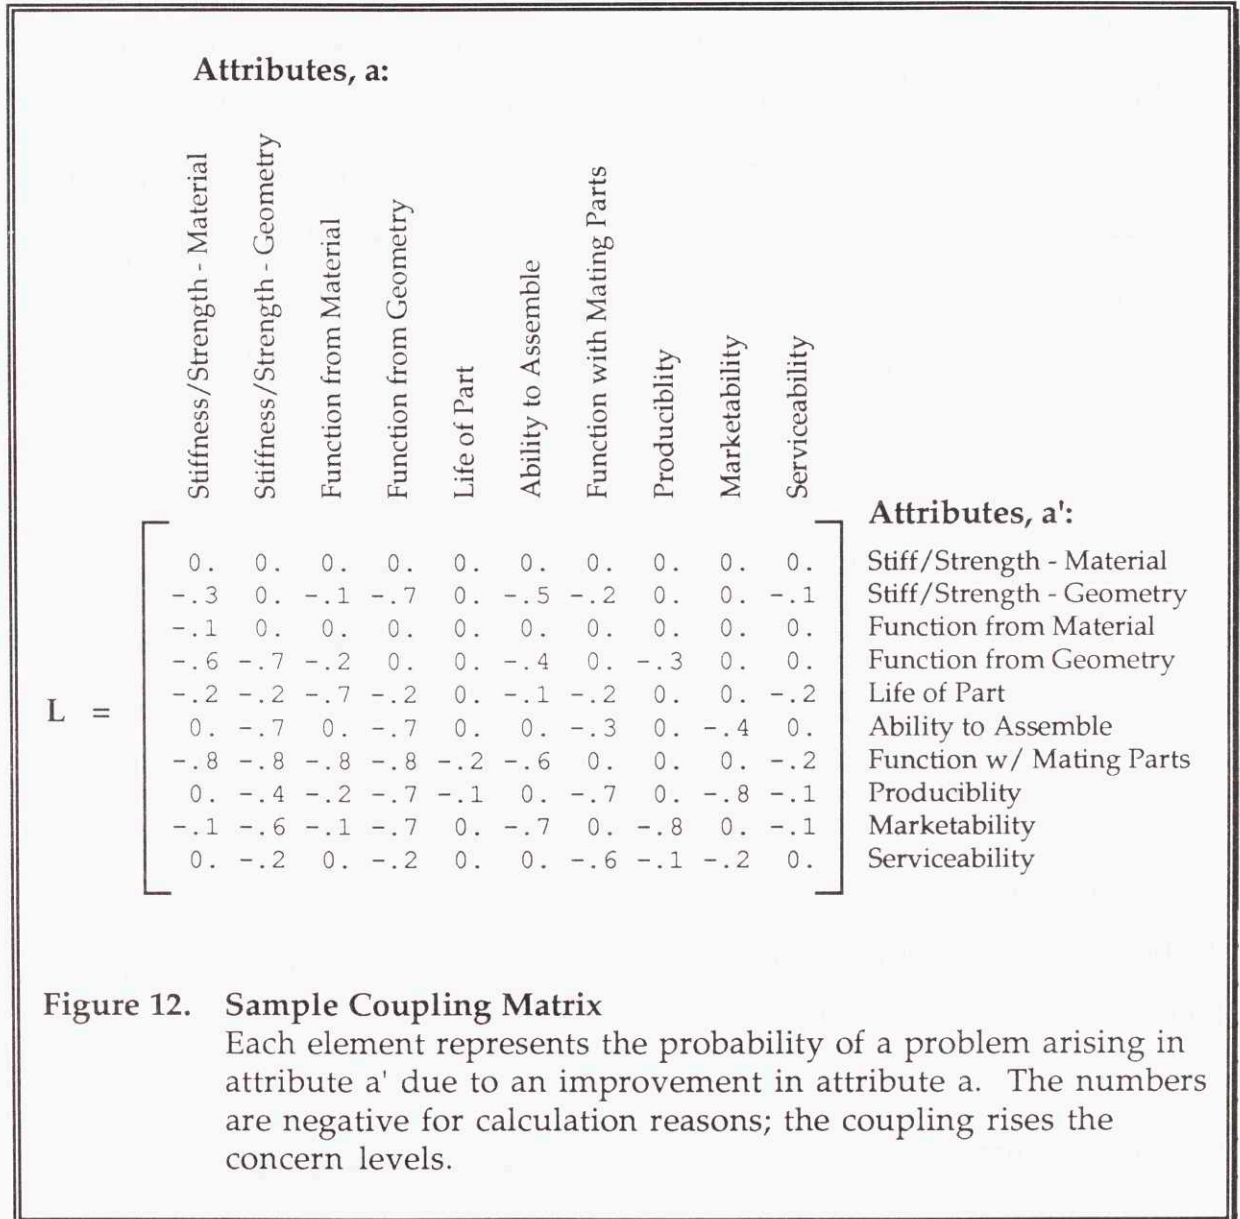 Attributes, a:
Stiffness/Strength - Material
Stiffness/Strength - Geometry
Function from Material
Function from Geometry
Life of Part
Ability to Assemble
Function with Mating Parts
Produciblity
Marketability
Serviceability
Attributes, a':
0. 0. 0. 0. 0. 0. 0. 0. 0. 0. Stiff/Strength - Material
-.3 0. -.1 -.7 0. -.5 -.2 0. 0. -.1 Stiff/Strength - Geometry
-.1 0. 0. 0. 0. 0. 0. 0. 0. 0. Function from Material
-.6 -.7 -.2 0. 0. -.4 0. -.3 0. 0. Function from Geometry
-.2 -.2 -.7 -.2 0. -.1 -.2 0. 0. -.2 Life of Part
L =
0. -.7 0. -.7 0. 0. -.3 0. -.4 0. Ability to Assemble
-.8 -.8 -.8 -.8 -.2 -.6 0. 0. 0. -.2 Function w/ Mating Parts
0. -.4 -.2 -.7 -.1 0. -.7 0. -.8 -.1 Produciblity
-.1 -.6 -.1 -.7 0. -.7 0. -.8 0. -.1 Marketability
0. -.2 0. -.2 0. 0. -.6 -.1 -.2 0. Serviceability
Figure 12. Sample Coupling Matrix
Each element represents the probability of a problem arising in
attribute a' due to an improvement in attribute a. The numbers
are negative for calculation reasons; the coupling rises the
concern levels.